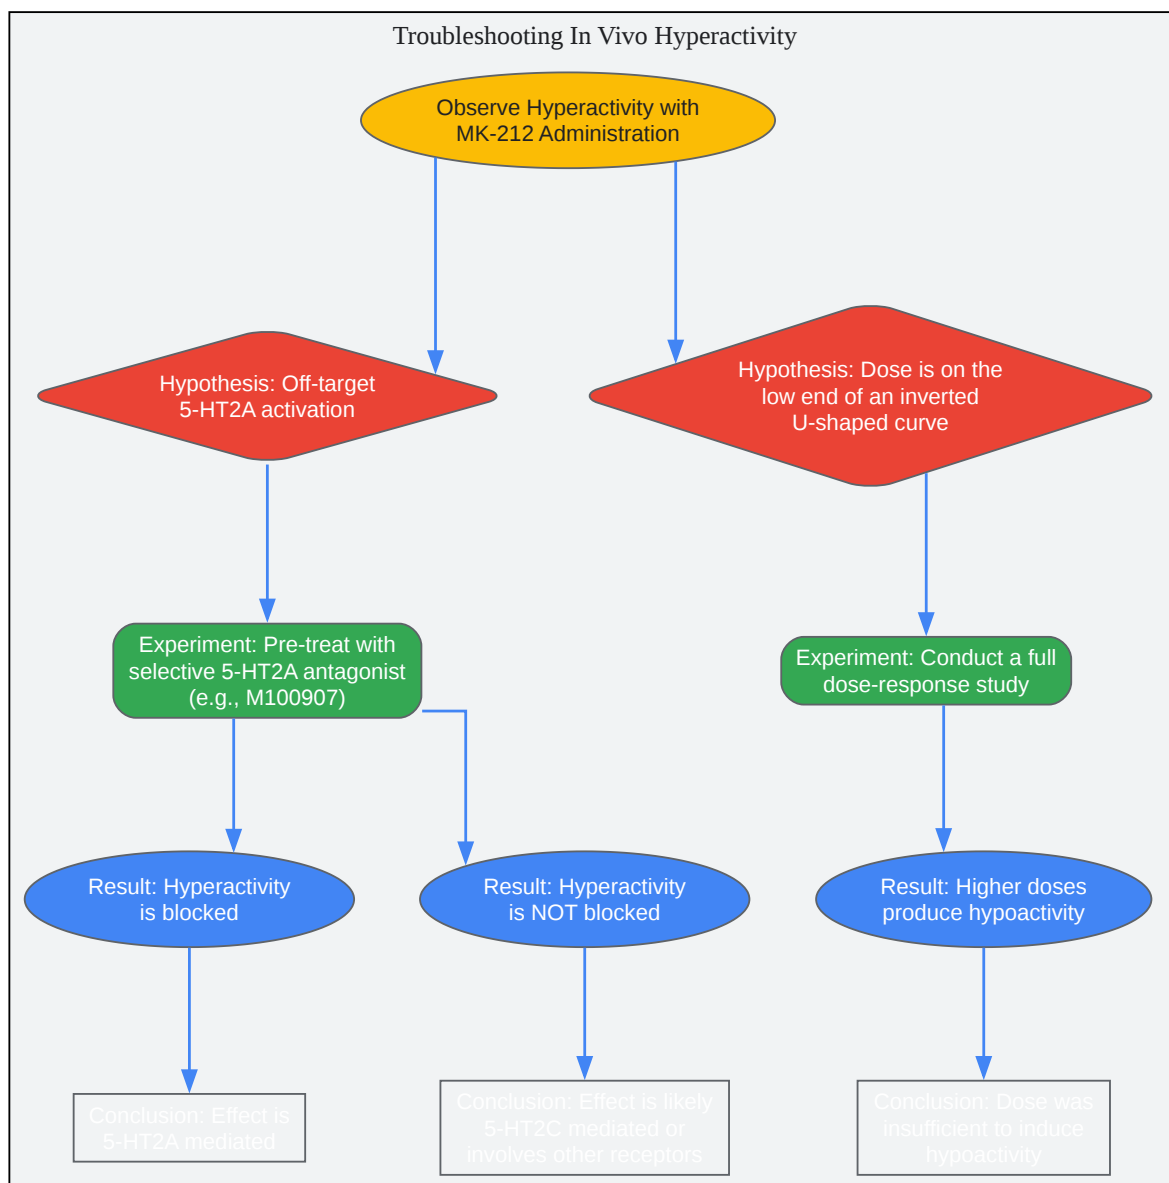 Troubleshooting In Vivo Hyperactivity
Observe Hyperactivity with
MK-212 Administration
Hypothesis: Off-target
5-HT2A activation
Hypothesis: Dose is on the
low end of an inverted
U-shaped curve
Experiment: Pre-treat with
selective 5-HT2A antagonist
(e.g., M100907)
Experiment: Conduct a full
dose-response study
Result: Hyperactivity
is blocked
Result: Hyperactivity
is NOT blocked
Result: Higher doses
produce hypoactivity
Conclusion: Effect is
5-HT2A mediated
Conclusion: Effect is likely
5-HT2C mediated or
involves other receptors
Conclusion: Dose was
insufficient to induce
hypoactivity